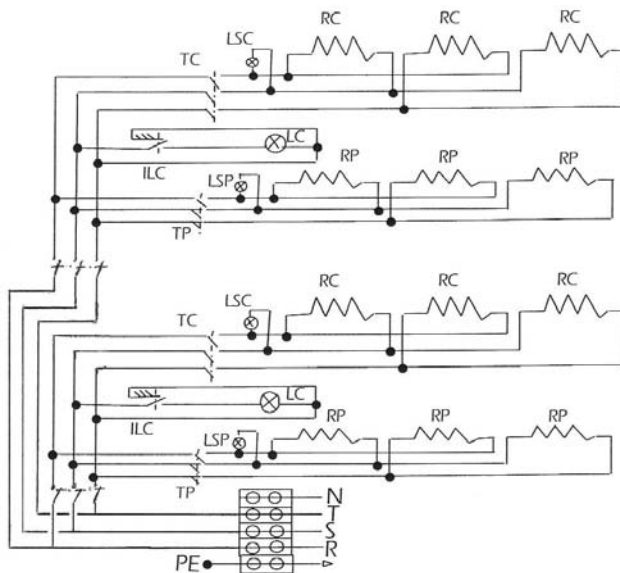 RC RC RC
LSC
TC
LC
ILC
RP RP RP
LSP
TP
RC RC RC
LSC
TC
LC
ILC
RP RP RP
LSP
TP
N
T
S
R
PE